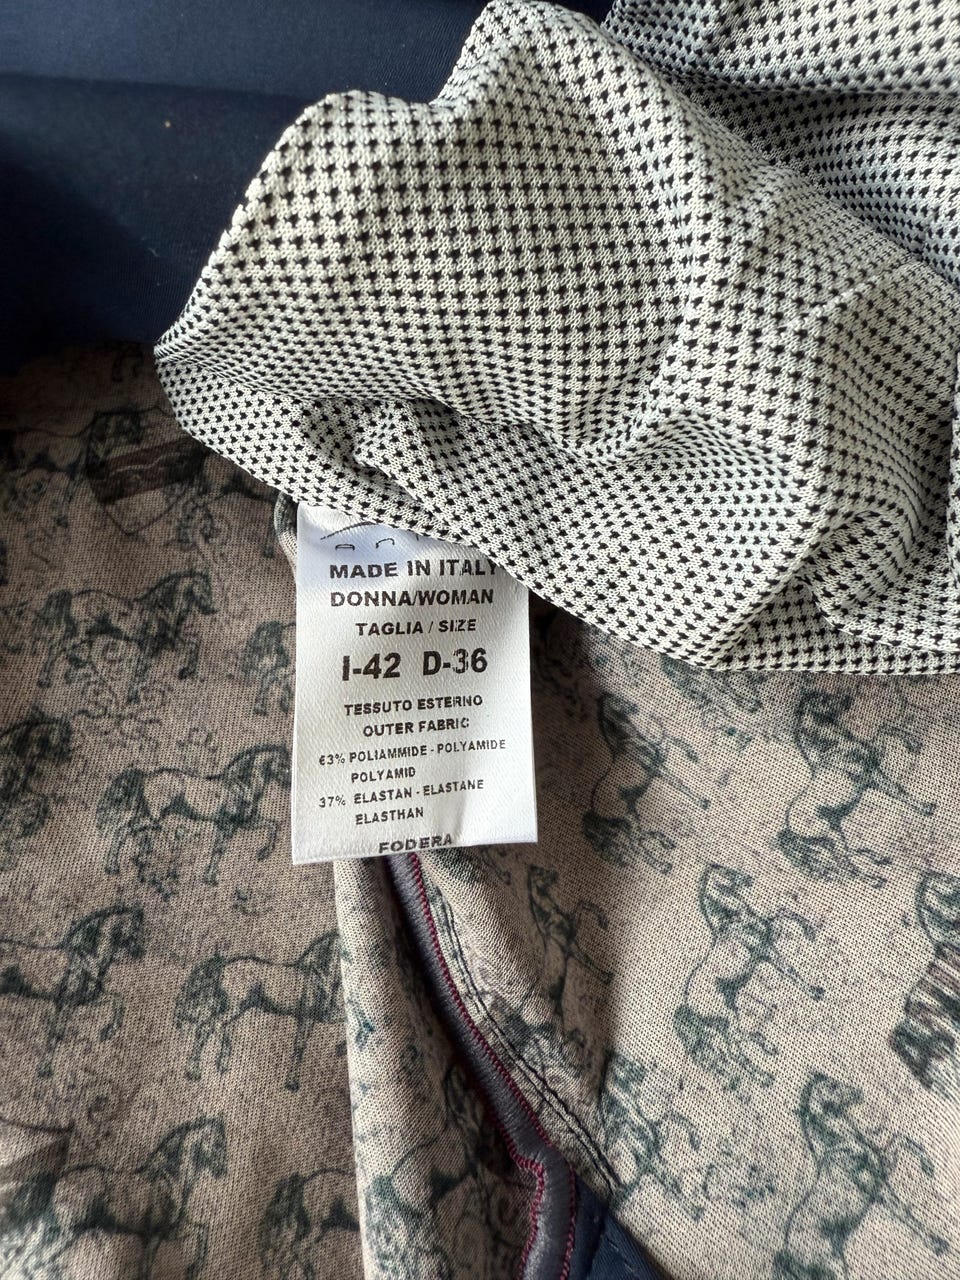 MADE IN ITALY
DONNA/WOMAN
TAGLIA / SIZE
I-42 D-36
TESSUTO ESTERNO
OUTER FABRIC
63% POLIAMMIDE - POLYAMIDE
POLYAMID
37% ELASTAN - ELASTANE
ELASTHAN
FODERA